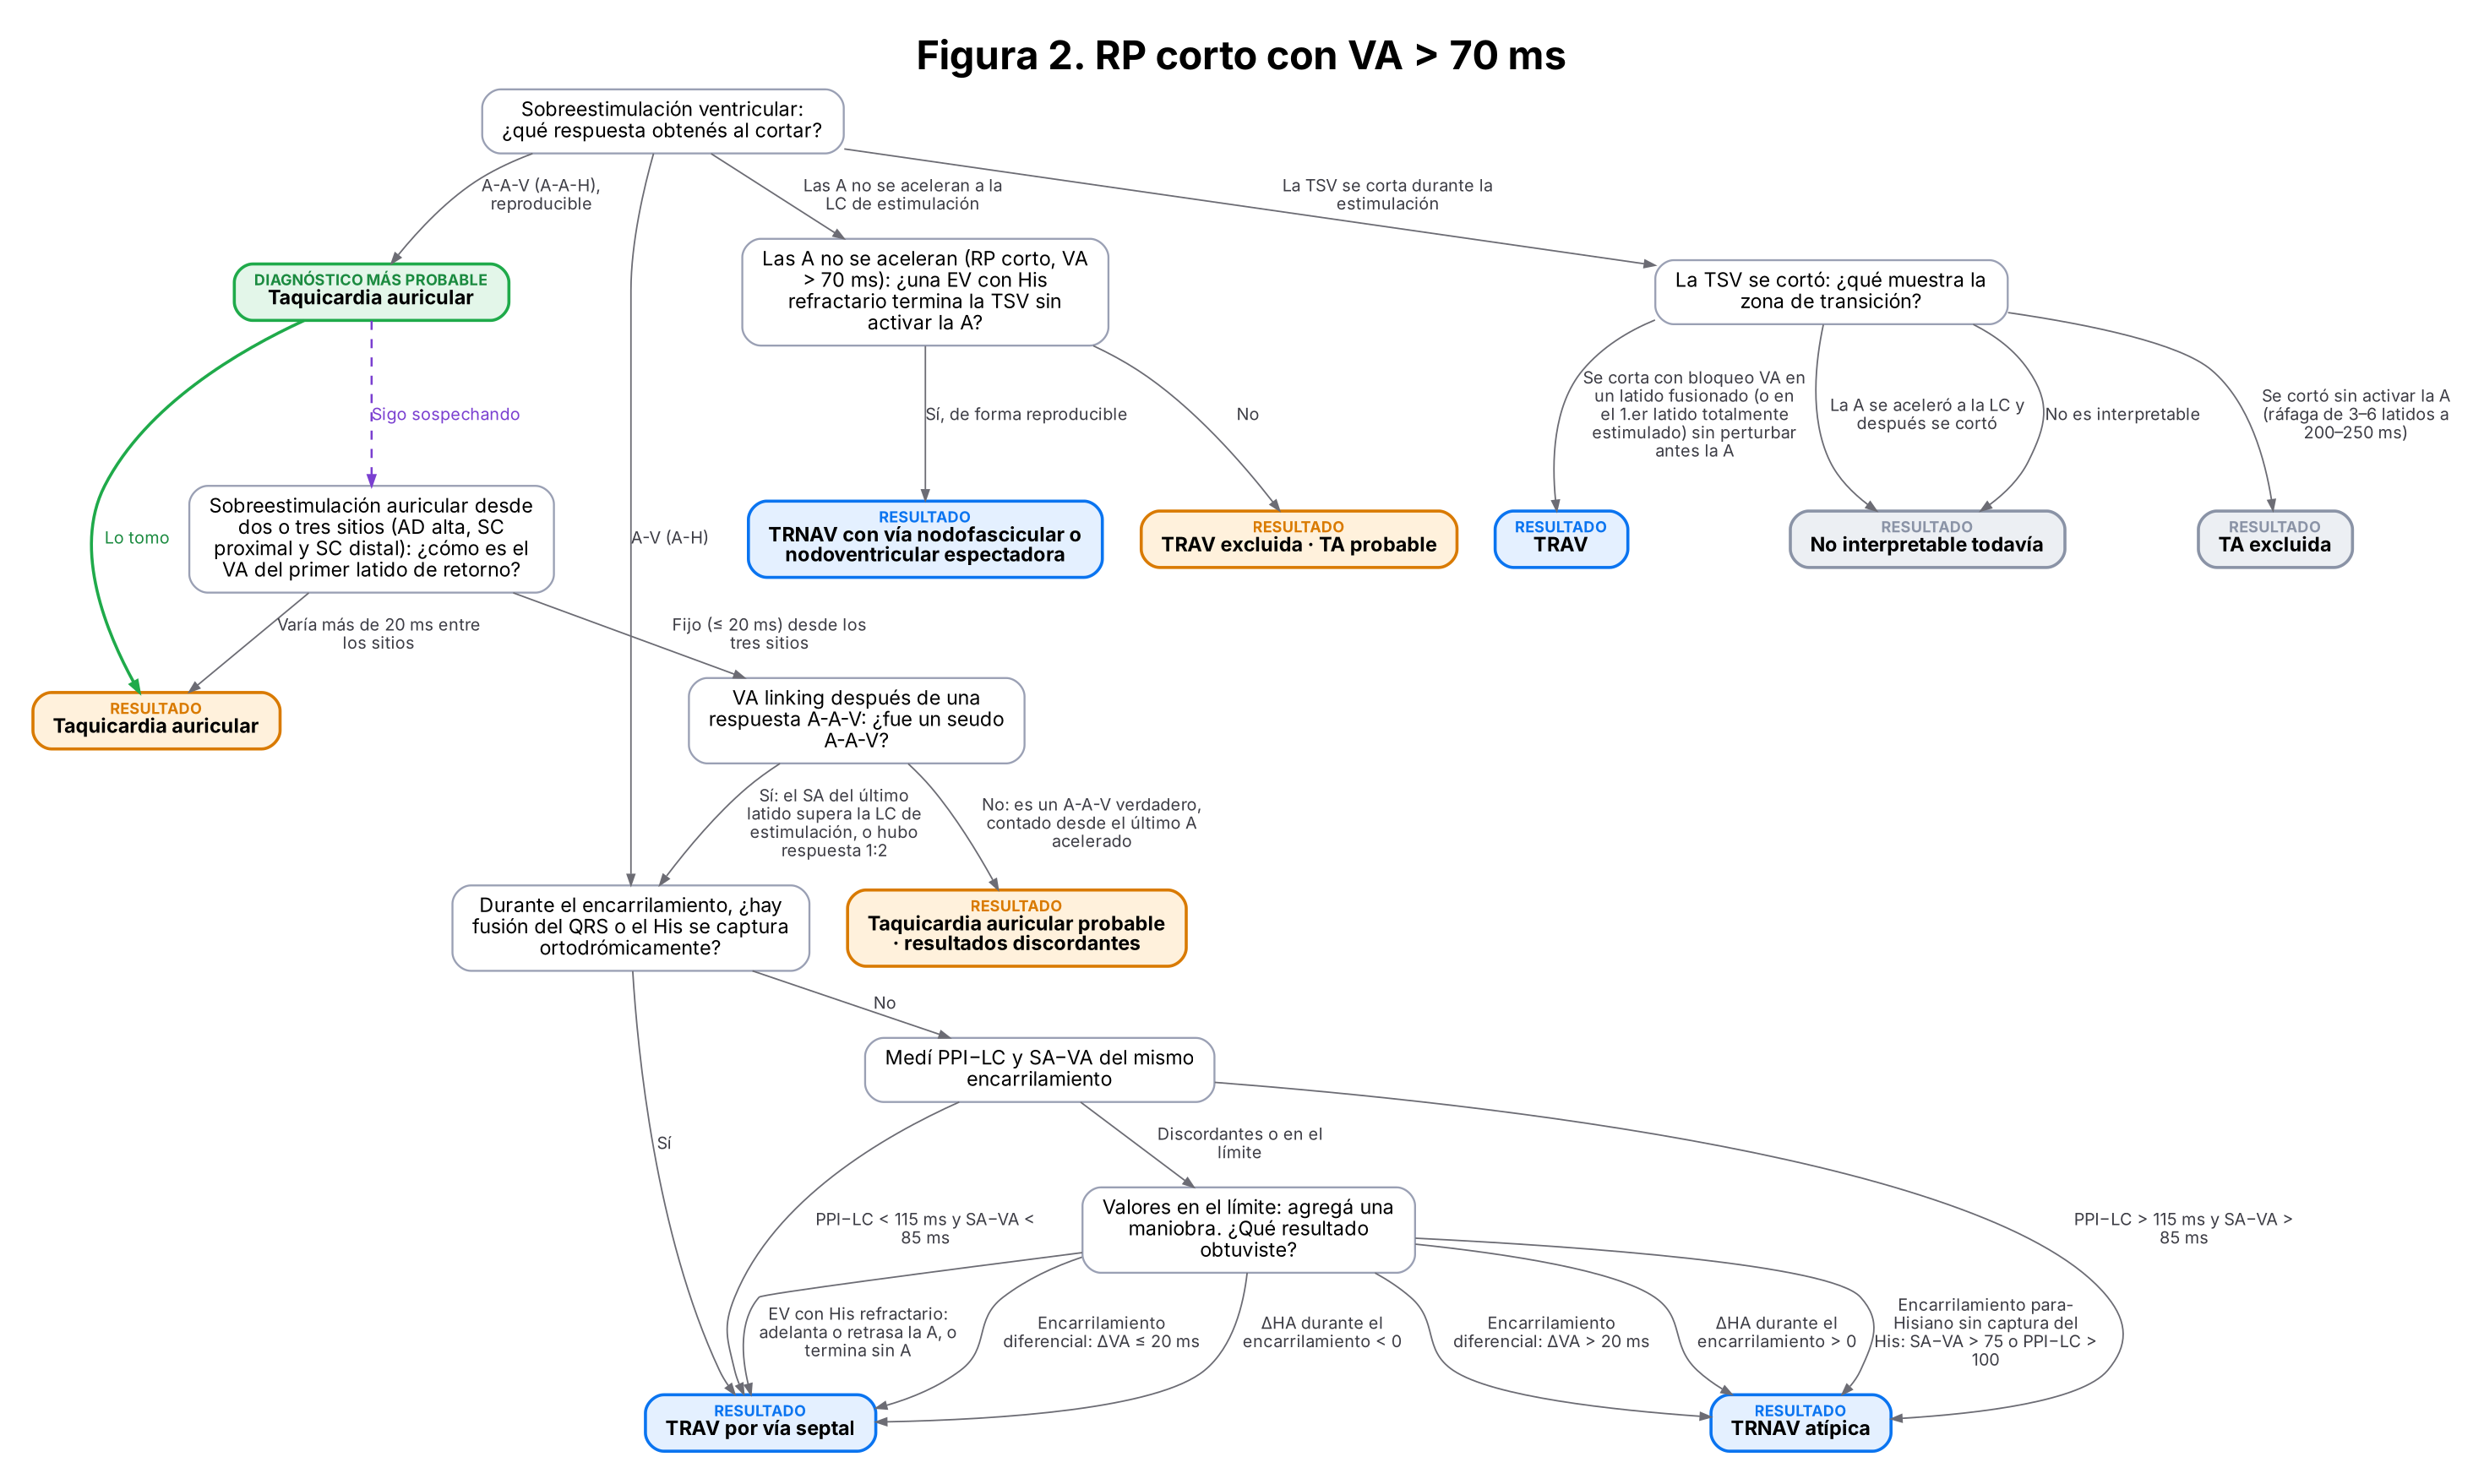 Figura 2. RP corto con VA > 70 ms
Sobreestimulación ventricular:
¿qué respuesta obtenés al cortar?
A-A-V (A-A-H),
reproducible
Las A no se aceleran a la
LC de estimulación
La TSV se corta durante la
estimulación
DIAGNÓSTICO MÁS PROBABLE
Taquicardia auricular
Las A no se aceleran (RP corto, VA
> 70 ms): ¿una EV con His
refractario termina la TSV sin
activar la A?
La TSV se cortó: ¿qué muestra la
zona de transición?
Lo tomo
Sigo sospechando
A-V (A-H)
Sí, de forma reproducible
No
Se corta con bloqueo VA en
un latido fusionado (o en
el 1.er latido totalmente
estimulado) sin perturbar
antes la A
La A se aceleró a la LC y
después se cortó
No es interpretable
Se cortó sin activar la A
(ráfaga de 3–6 latidos a
200–250 ms)
Sobreestimulación auricular desde
dos o tres sitios (AD alta, SC
proximal y SC distal): ¿cómo es el
VA del primer latido de retorno?
RESULTADO
TRNAV con vía nodofascicular o
nodoventricular espectadora
RESULTADO
TRAV excluida · TA probable
RESULTADO
TRAV
RESULTADO
No interpretable todavía
RESULTADO
TA excluida
Varía más de 20 ms entre
los sitios
Fijo (≤ 20 ms) desde los
tres sitios
RESULTADO
Taquicardia auricular
VA linking después de una
respuesta A-A-V: ¿fue un seudo
A-A-V?
Sí: el SA del último
latido supera la LC de
estimulación, o hubo
respuesta 1:2
No: es un A-A-V verdadero,
contado desde el último A
acelerado
Durante el encarrilamiento, ¿hay
fusión del QRS o el His se captura
ortodrómicamente?
RESULTADO
Taquicardia auricular probable
· resultados discordantes
Sí
No
Medí PPI−LC y SA−VA del mismo
encarrilamiento
PPI−LC < 115 ms y SA−VA <
85 ms
Discordantes o en el
límite
PPI−LC > 115 ms y SA−VA >
85 ms
Valores en el límite: agregá una
maniobra. ¿Qué resultado
obtuviste?
EV con His refractario:
adelanta o retrasa la A, o
termina sin A
Encarrilamiento
diferencial: ΔVA ≤ 20 ms
ΔHA durante el
encarrilamiento < 0
Encarrilamiento
diferencial: ΔVA > 20 ms
ΔHA durante el
encarrilamiento > 0
Encarrilamiento para-
Hisiano sin captura del
His: SA−VA > 75 o PPI−LC >
100
RESULTADO
TRAV por vía septal
RESULTADO
TRNAV atípica